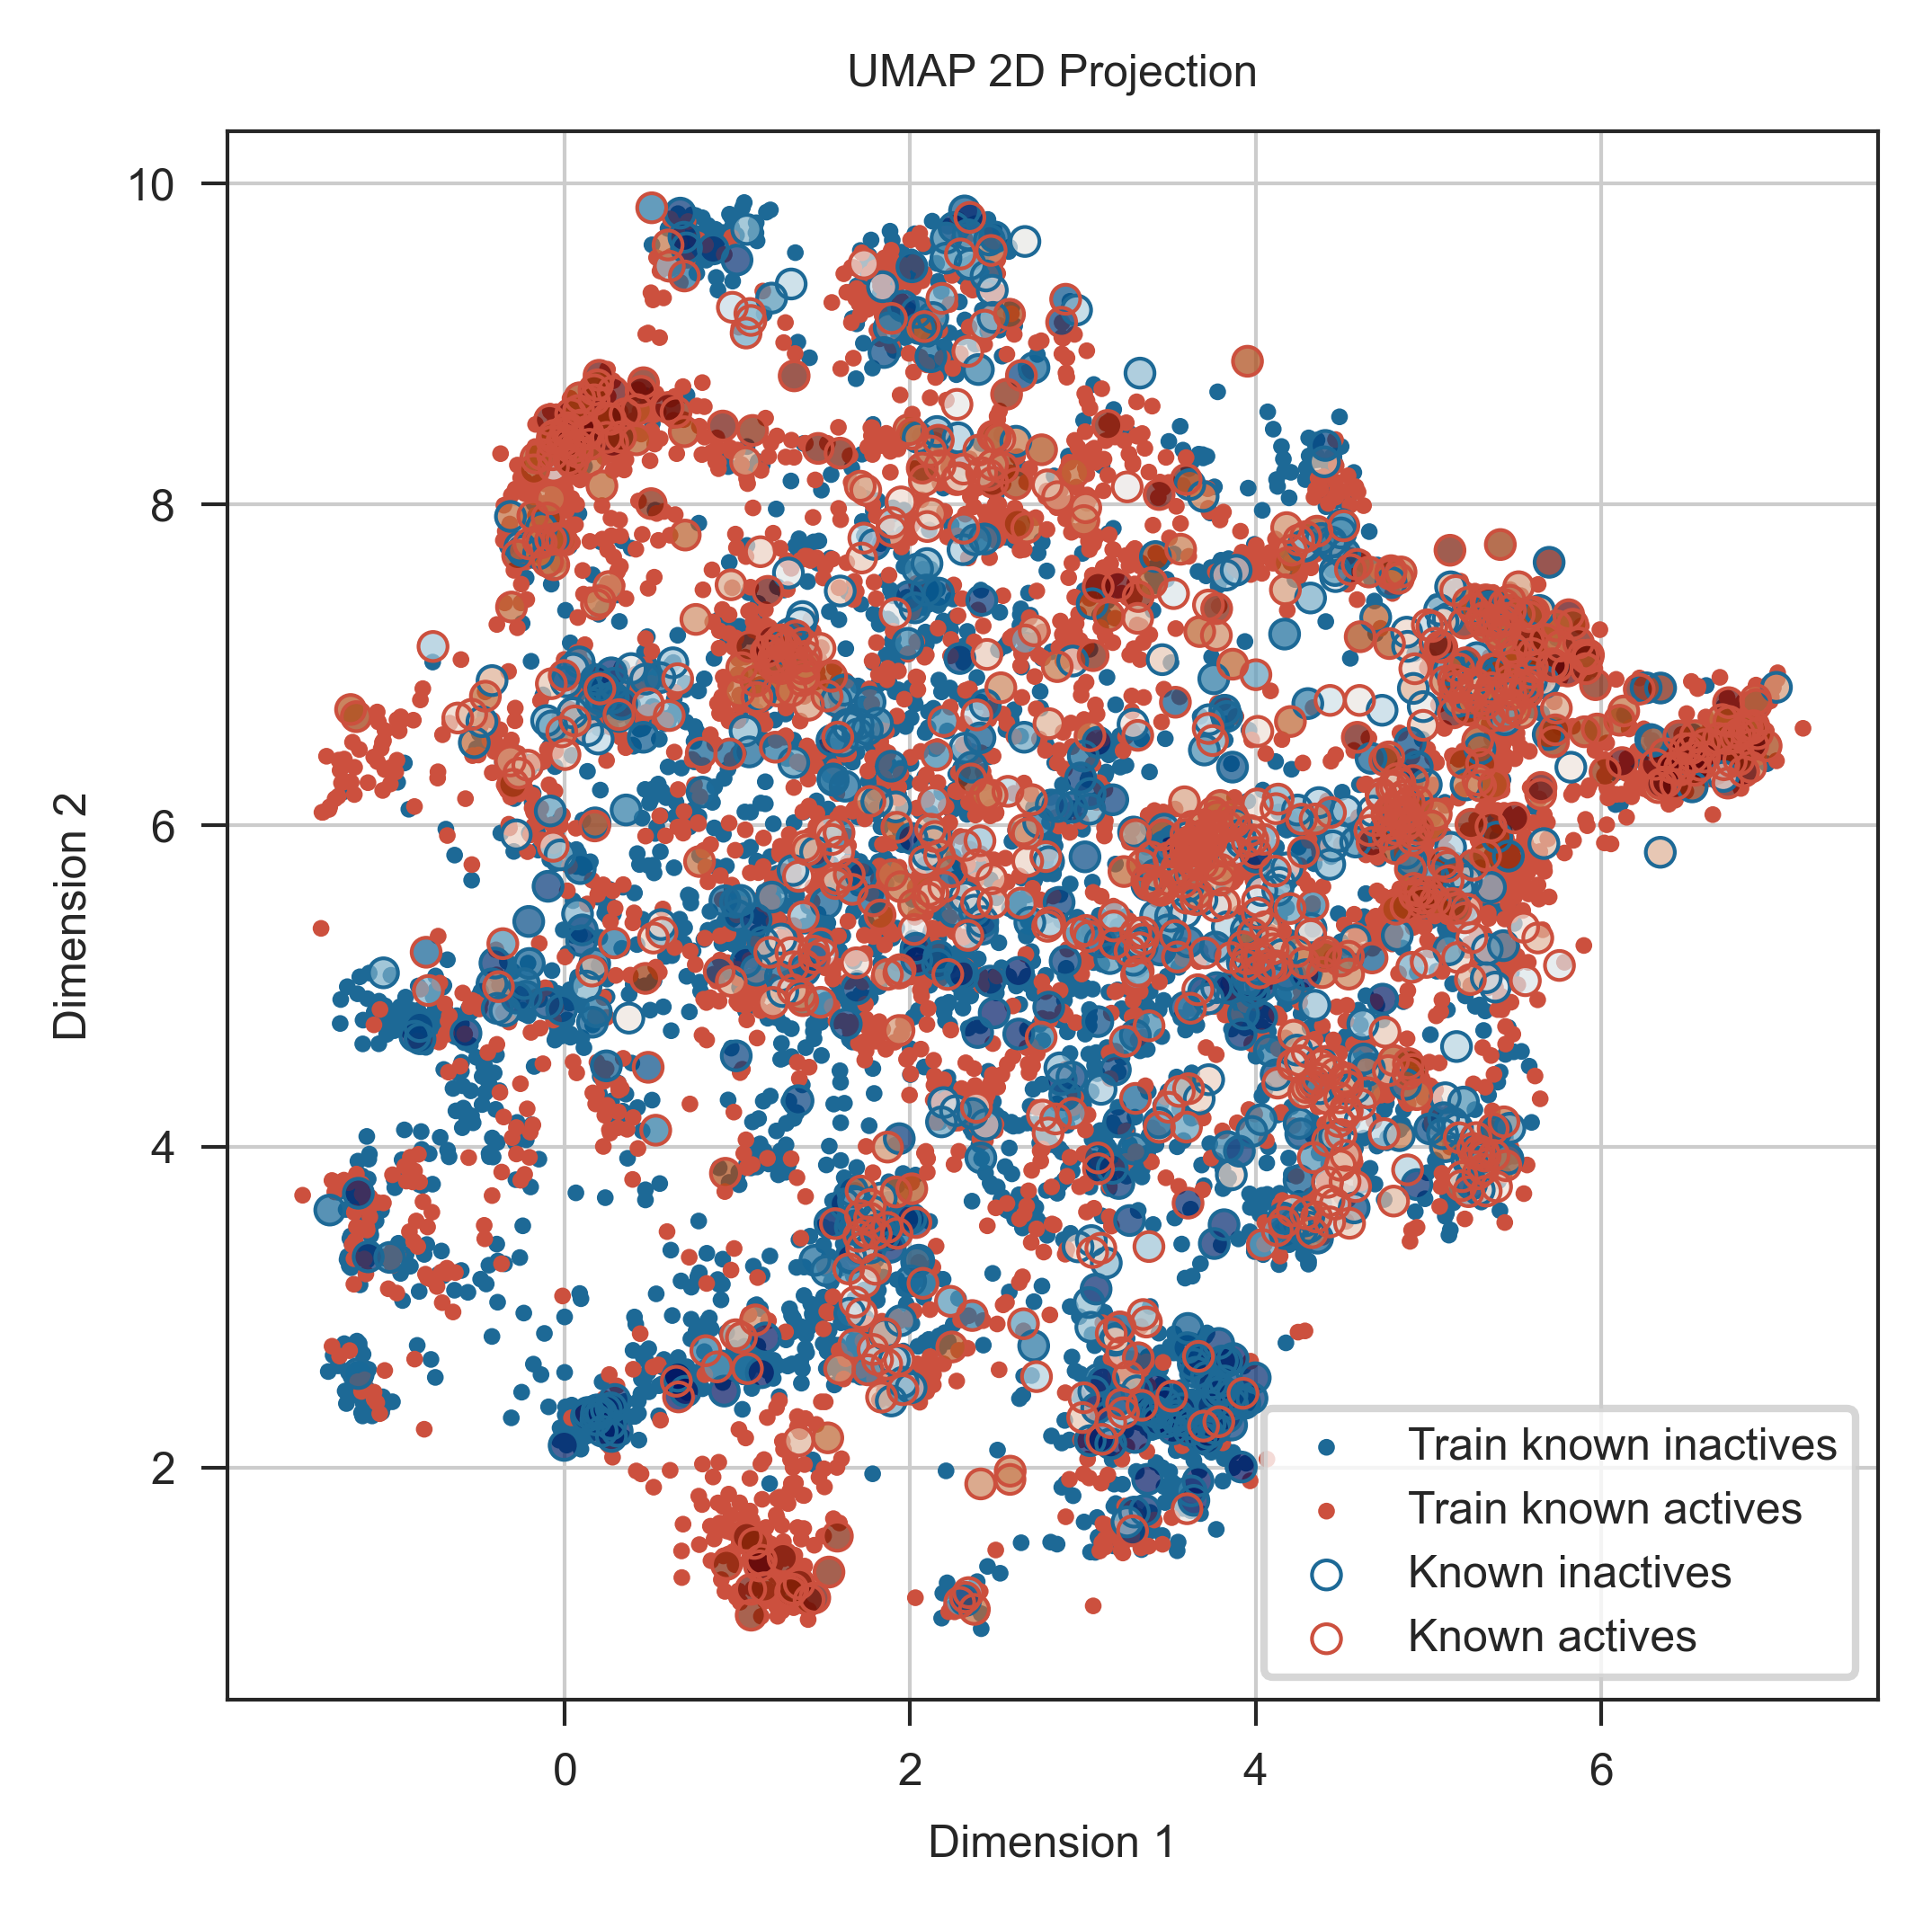 UMAP 2D Projection
10
8
6
4
2
Dimension 2
0 2 4 6
Dimension 1
Train known inactives
Train known actives
Known inactives
Known actives